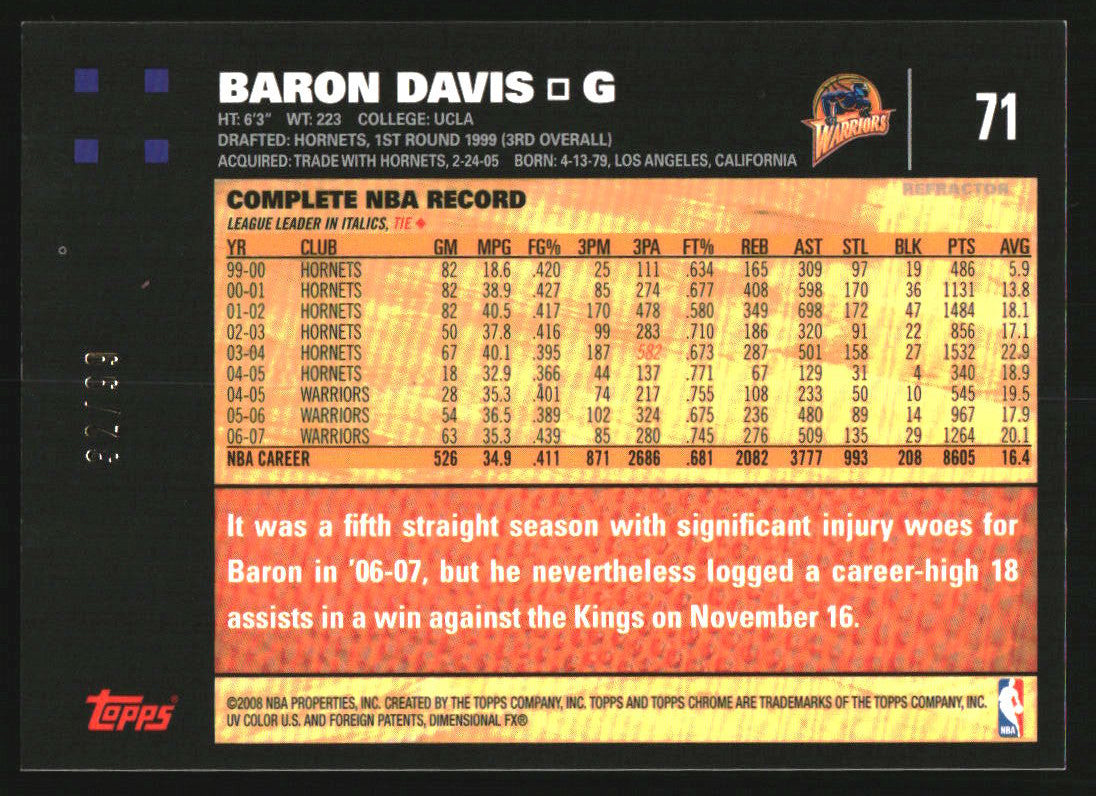 BARON DAVIS □ G
HT: 6'3" WT: 223 COLLEGE: UCLA
DRAFTED: HORNETS, 1ST ROUND 1999 (3RD OVERALL)
ACQUIRED: TRADE WITH HORNETS, 2-24-05 BORN: 4-13-79, LOS ANGELES, CALIFORNIA
WARRIORS
71
REFRACTOR
COMPLETE NBA RECORD
LEAGUE LEADER IN ITALICS, TIE ♦
YR CLUB GM MPG FG% 3PM 3PA FT% REB AST STL BLK PTS AVG
99-00 HORNETS 82 18.6 .420 25 111 .634 165 309 97 19 486 5.9
00-01 HORNETS 82 38.9 .427 85 274 .677 408 598 170 36 1131 13.8
01-02 HORNETS 82 40.5 .417 170 478 .580 349 698 172 47 1484 18.1
02-03 HORNETS 50 37.8 .416 99 283 .710 186 320 91 22 856 17.1
03-04 HORNETS 67 40.1 .395 187 582 .673 287 501 158 27 1532 22.9
04-05 HORNETS 18 32.9 .366 44 137 .771 67 129 31 4 340 18.9
04-05 WARRIORS 28 35.3 .401 74 217 .755 108 233 50 10 545 19.5
05-06 WARRIORS 54 36.5 .389 102 324 .675 236 480 89 14 967 17.9
06-07 WARRIORS 63 35.3 .439 85 280 .745 276 509 135 29 1264 20.1
NBA CAREER 526 34.9 .411 871 2686 .681 2082 3777 993 208 8605 16.4
It was a fifth straight season with significant injury woes for
Baron in '06-07, but he nevertheless logged a career-high 18
assists in a win against the Kings on November 16.
©2008 NBA PROPERTIES, INC. CREATED BY THE TOPPS COMPANY, INC. TOPPS AND TOPPS CHROME ARE TRADEMARKS OF THE TOPPS COMPANY, INC.
UV COLOR U.S. AND FOREIGN PATENTS, DIMENSIONAL FX®
NBA
Topps®